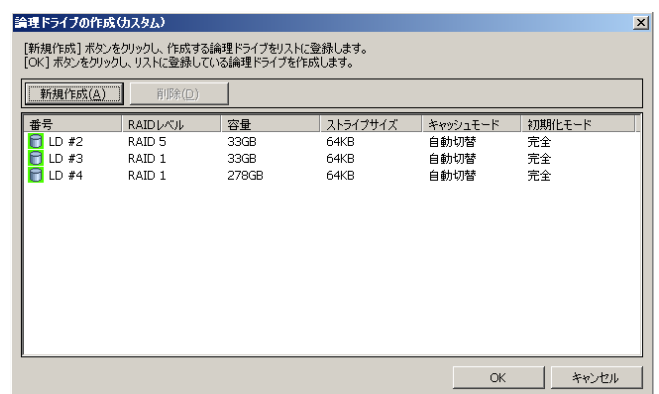 論理ドライブの作成(カスタム)
[新規作成] ボタンをクリックし、作成する論理ドライブをリストに登録します。
[OK] ボタンをクリックし、リストに登録している論理ドライブを作成します。
新規作成(A) 削除(D)
番号 RAIDレベル 容量 ストライプサイズ キャッシュモード 初期化モード
LD #2 RAID 5 33GB 64KB 自動切替 完全
LD #3 RAID 1 33GB 64KB 自動切替 完全
LD #4 RAID 1 278GB 64KB 自動切替 完全
OK キャンセル